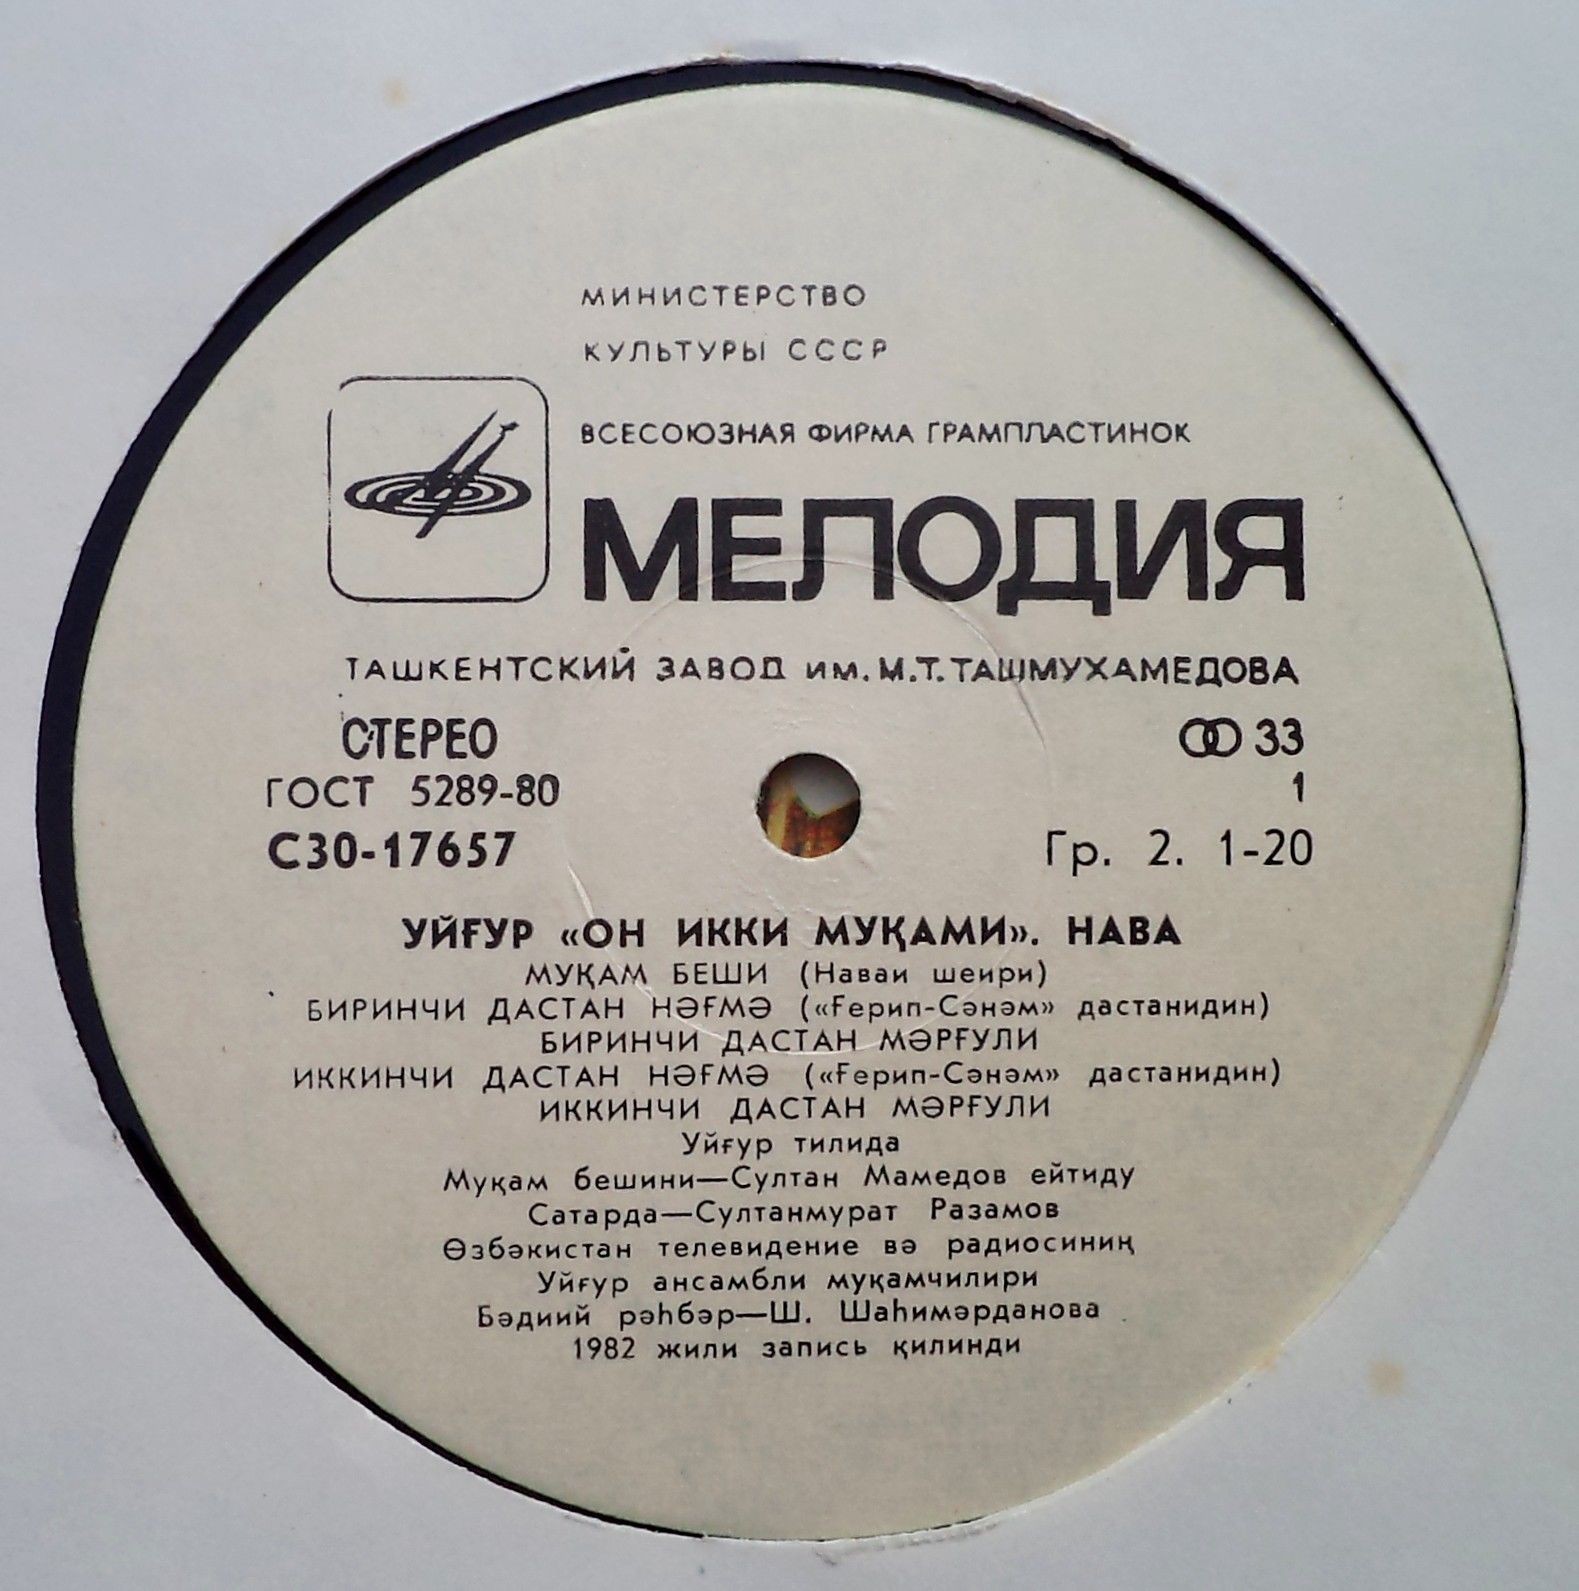 МИНИСТЕРСТВО
КУЛЬТУРЫ СССР
ВСЕСОЮЗНАЯ ФИРМА ГРАМПЛАСТИНОК
МЕЛОДИЯ
ТАШКЕНТСКИЙ ЗАВОД ИМ. М.Т. ТАШМУХАМЕДОВА
СТЕРЕО 33
ГОСТ 5289-80 1
С30-17657 Гр. 2. 1-20
УЙҒУР «ОН ИККИ МУҚАМИ». НАВА
МУҚАМ БЕШИ (Наваи шеири)
БИРИНЧИ ДАСТАН НӘҒМӘ («Ғерип-Сәнәм» дастанидин)
БИРИНЧИ ДАСТАН МӘРҒУЛИ
ИККИНЧИ ДАСТАН НӘҒМӘ («Ғерип-Сәнәм» дастанидин)
ИККИНЧИ ДАСТАН МӘРҒУЛИ
Уйғур тилида
Муқам бешини—Султан Мамедов ейтиду
Сатарда—Султанмурат Разамов
Өзбәкистан телевидение вә радиосиниң
Уйғур ансамбли муқамчилири
Бәдиий рәһбәр—Ш. Шаһимәрданова
1982 жили запись қилинди